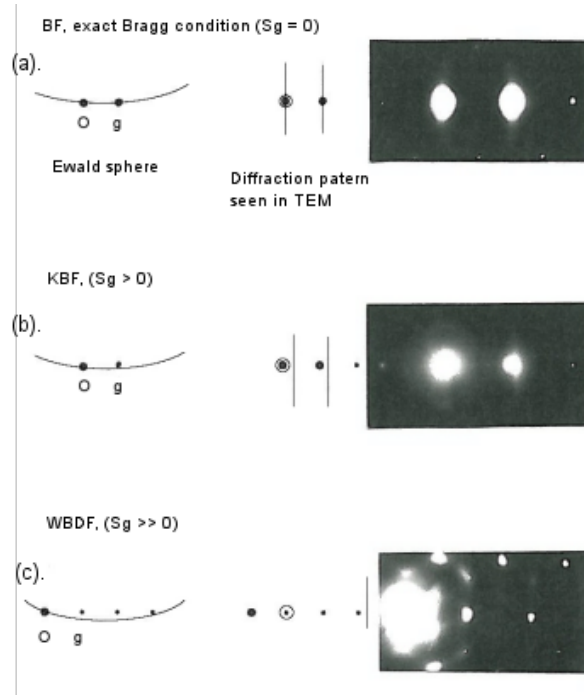 BF, exact Bragg condition (Sg = 0)
(a).
O g
Ewald sphere
Diffraction patern
seen in TEM
KBF, (Sg > 0)
(b).
O g
WBDF, (Sg >> 0)
(c).
O g